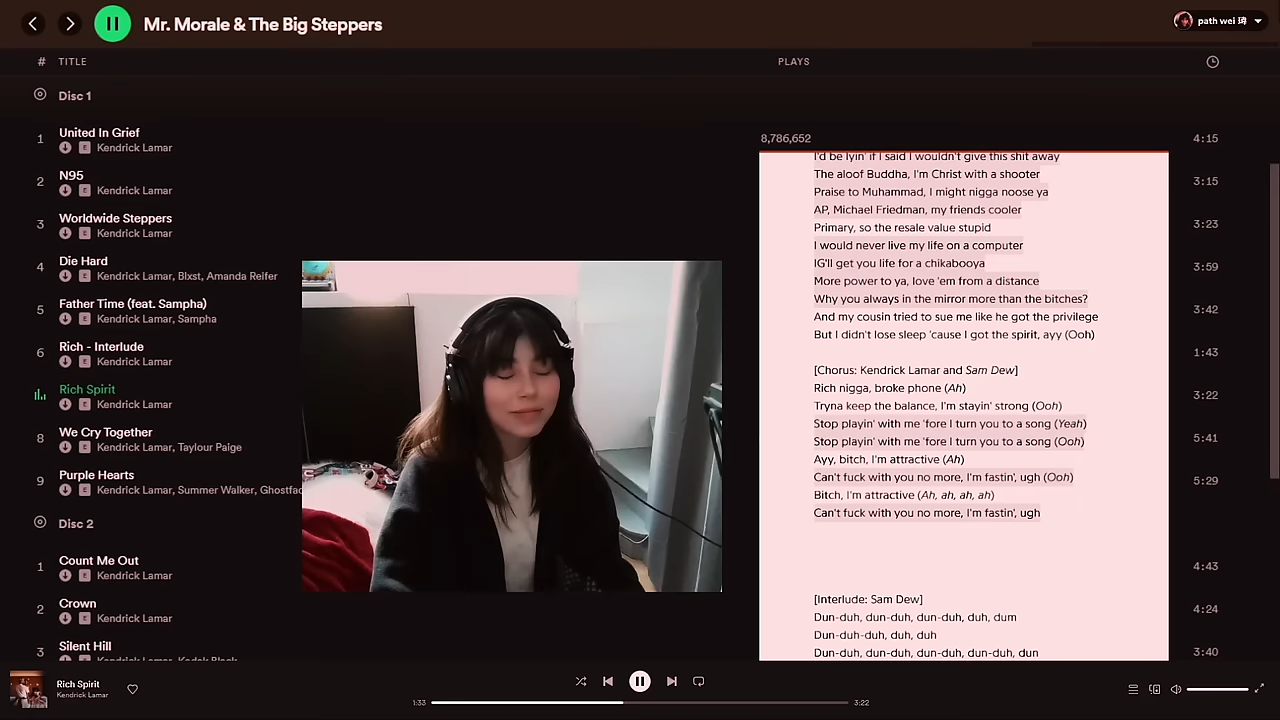 Mr. Morale & The Big Steppers
path wei 瑋
# TITLE PLAYS
Disc 1
1 United In Grief 8,786,652 4:15
E Kendrick Lamar
2 N95 3:15
E Kendrick Lamar
3 Worldwide Steppers 3:23
E Kendrick Lamar
4 Die Hard 3:59
E Kendrick Lamar, Blxst, Amanda Reifer
5 Father Time (feat. Sampha) 3:42
E Kendrick Lamar, Sampha
6 Rich - Interlude 1:43
E Kendrick Lamar
Rich Spirit 3:22
E Kendrick Lamar
8 We Cry Together 5:41
E Kendrick Lamar, Taylour Paige
9 Purple Hearts 5:29
E Kendrick Lamar, Summer Walker, Ghostfac
Disc 2
1 Count Me Out 4:43
E Kendrick Lamar
2 Crown 4:24
E Kendrick Lamar
3 Silent Hill 3:40
E Kendrick Lamar, Kodak Black
I'd be lyin' if I said I wouldn't give this shit away
The aloof Buddha, I'm Christ with a shooter
Praise to Muhammad, I might nigga noose ya
AP, Michael Friedman, my friends cooler
Primary, so the resale value stupid
I would never live my life on a computer
IG'll get you life for a chikabooya
More power to ya, love 'em from a distance
Why you always in the mirror more than the bitches?
And my cousin tried to sue me like he got the privilege
But I didn't lose sleep 'cause I got the spirit, ayy (Ooh)
[Chorus: Kendrick Lamar and Sam Dew]
Rich nigga, broke phone (Ah)
Tryna keep the balance, I'm stayin' strong (Ooh)
Stop playin' with me 'fore I turn you to a song (Yeah)
Stop playin' with me 'fore I turn you to a song (Ooh)
Ayy, bitch, I'm attractive (Ah)
Can't fuck with you no more, I'm fastin', ugh (Ooh)
Bitch, I'm attractive (Ah, ah, ah, ah)
Can't fuck with you no more, I'm fastin', ugh
[Interlude: Sam Dew]
Dun-duh, dun-duh, dun-duh, duh, dum
Dun-duh-duh, duh, duh
Dun-duh, dun-duh, dun-duh, dun-duh, dun
Rich Spirit
Kendrick Lamar
1:33 3:22